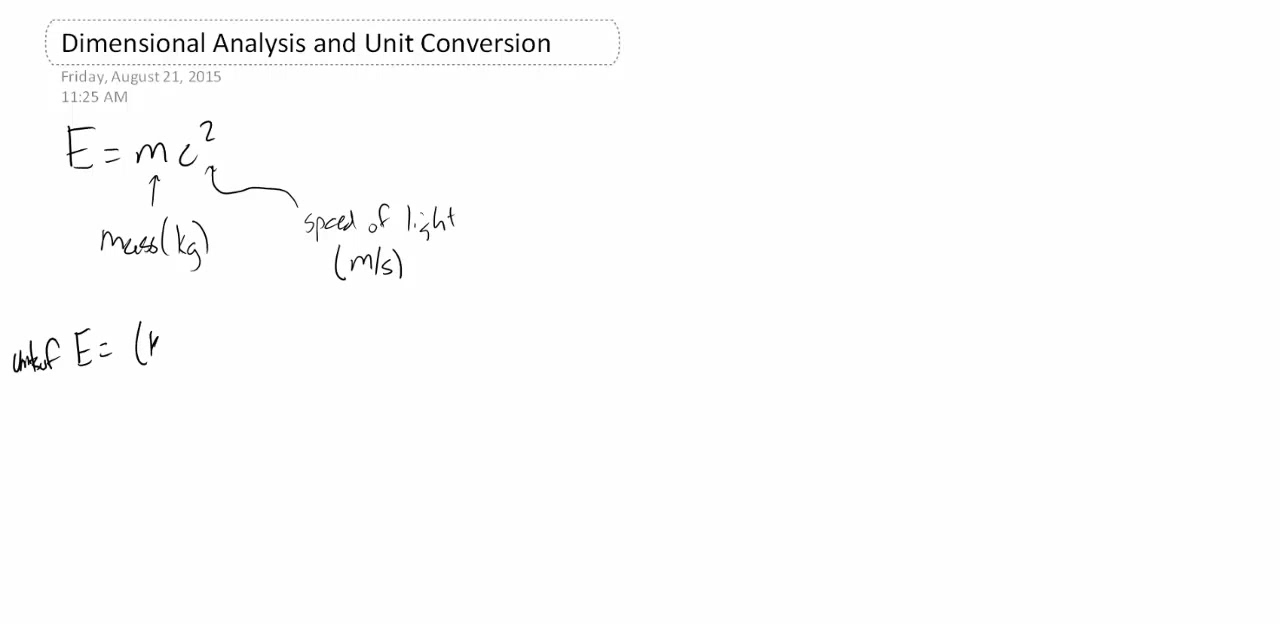 Dimensional Analysis and Unit Conversion
Friday, August 21, 2015
11:25 AM
E = mc²
mass (kg)
speed of light
(m/s)
units of E = (k